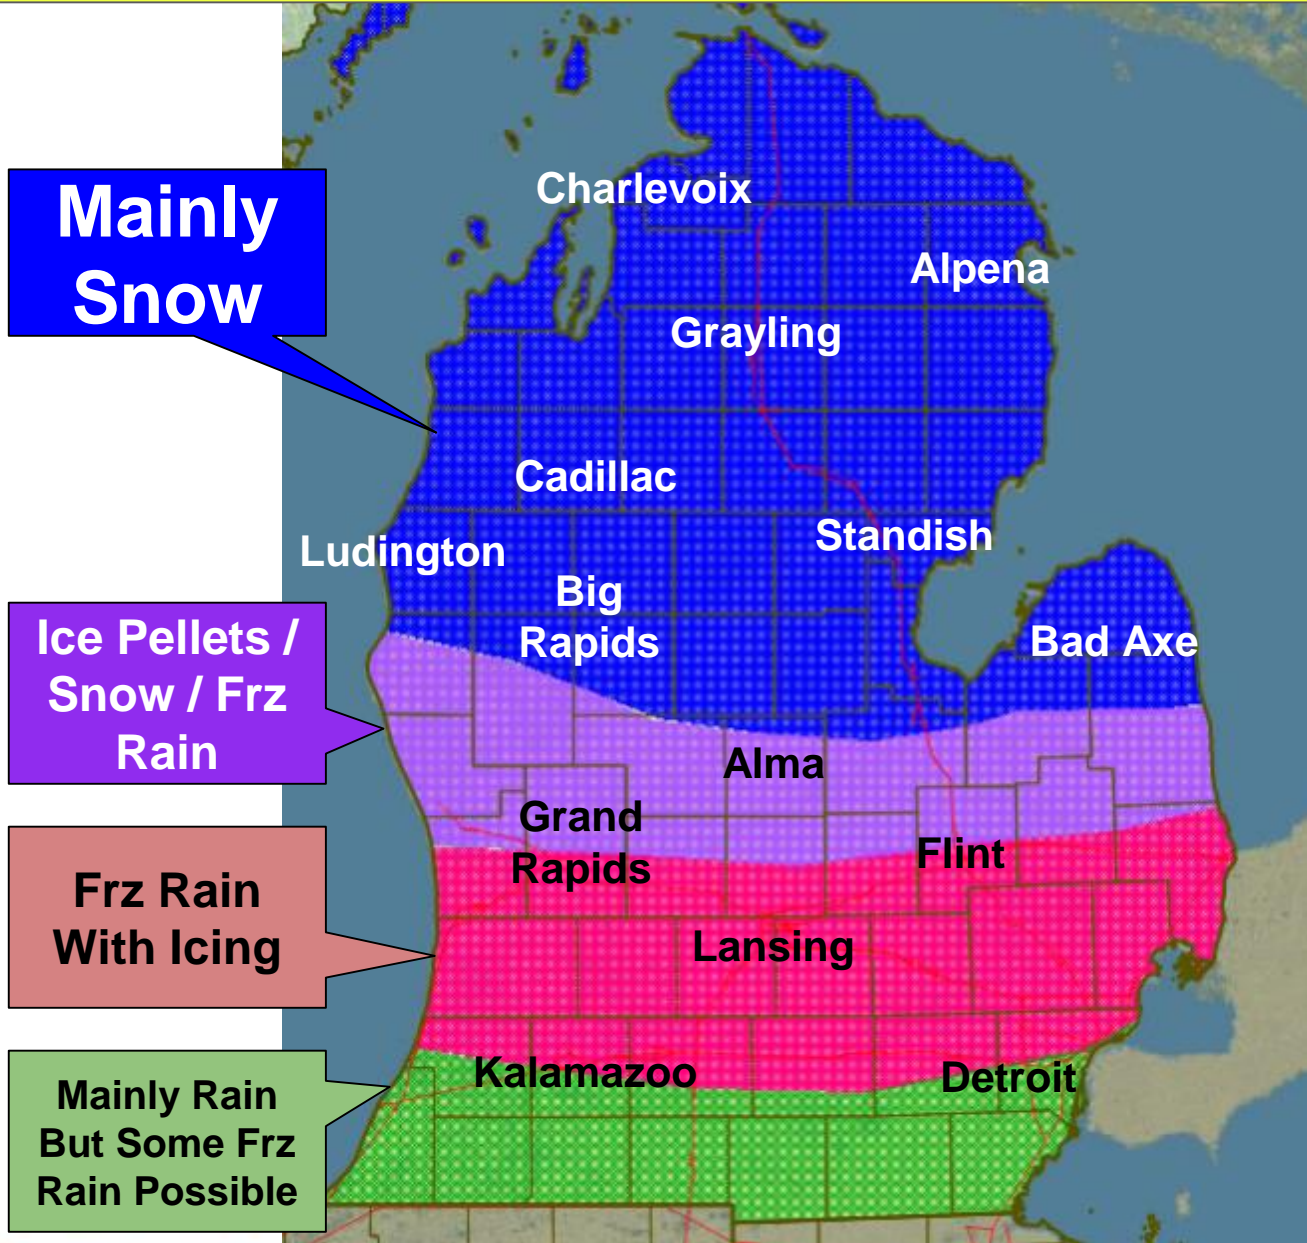 Mainly
Snow
Ice Pellets /
Snow / Frz
Rain
Frz Rain
With Icing
Mainly Rain
But Some Frz
Rain Possible
Charlevoix
Alpena
Grayling
Cadillac
Standish
Ludington
Big
Rapids
Bad Axe
Alma
Grand
Rapids
Flint
Lansing
Kalamazoo
Detroit